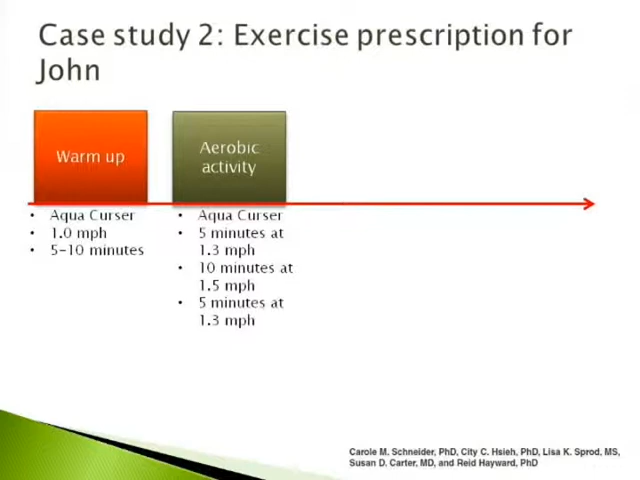 Case study 2: Exercise prescription for
John
Warm up
Aerobic
activity
• Aqua Curser
• 1.0 mph
• 5-10 minutes
• Aqua Curser
• 5 minutes at
1.3 mph
• 10 minutes at
1.5 mph
• 5 minutes at
1.3 mph
Carole M. Schneider, PhD, City C. Hsieh, PhD, Lisa K. Sprod, MS,
Susan D. Carter, MD, and Reid Hayward, PhD